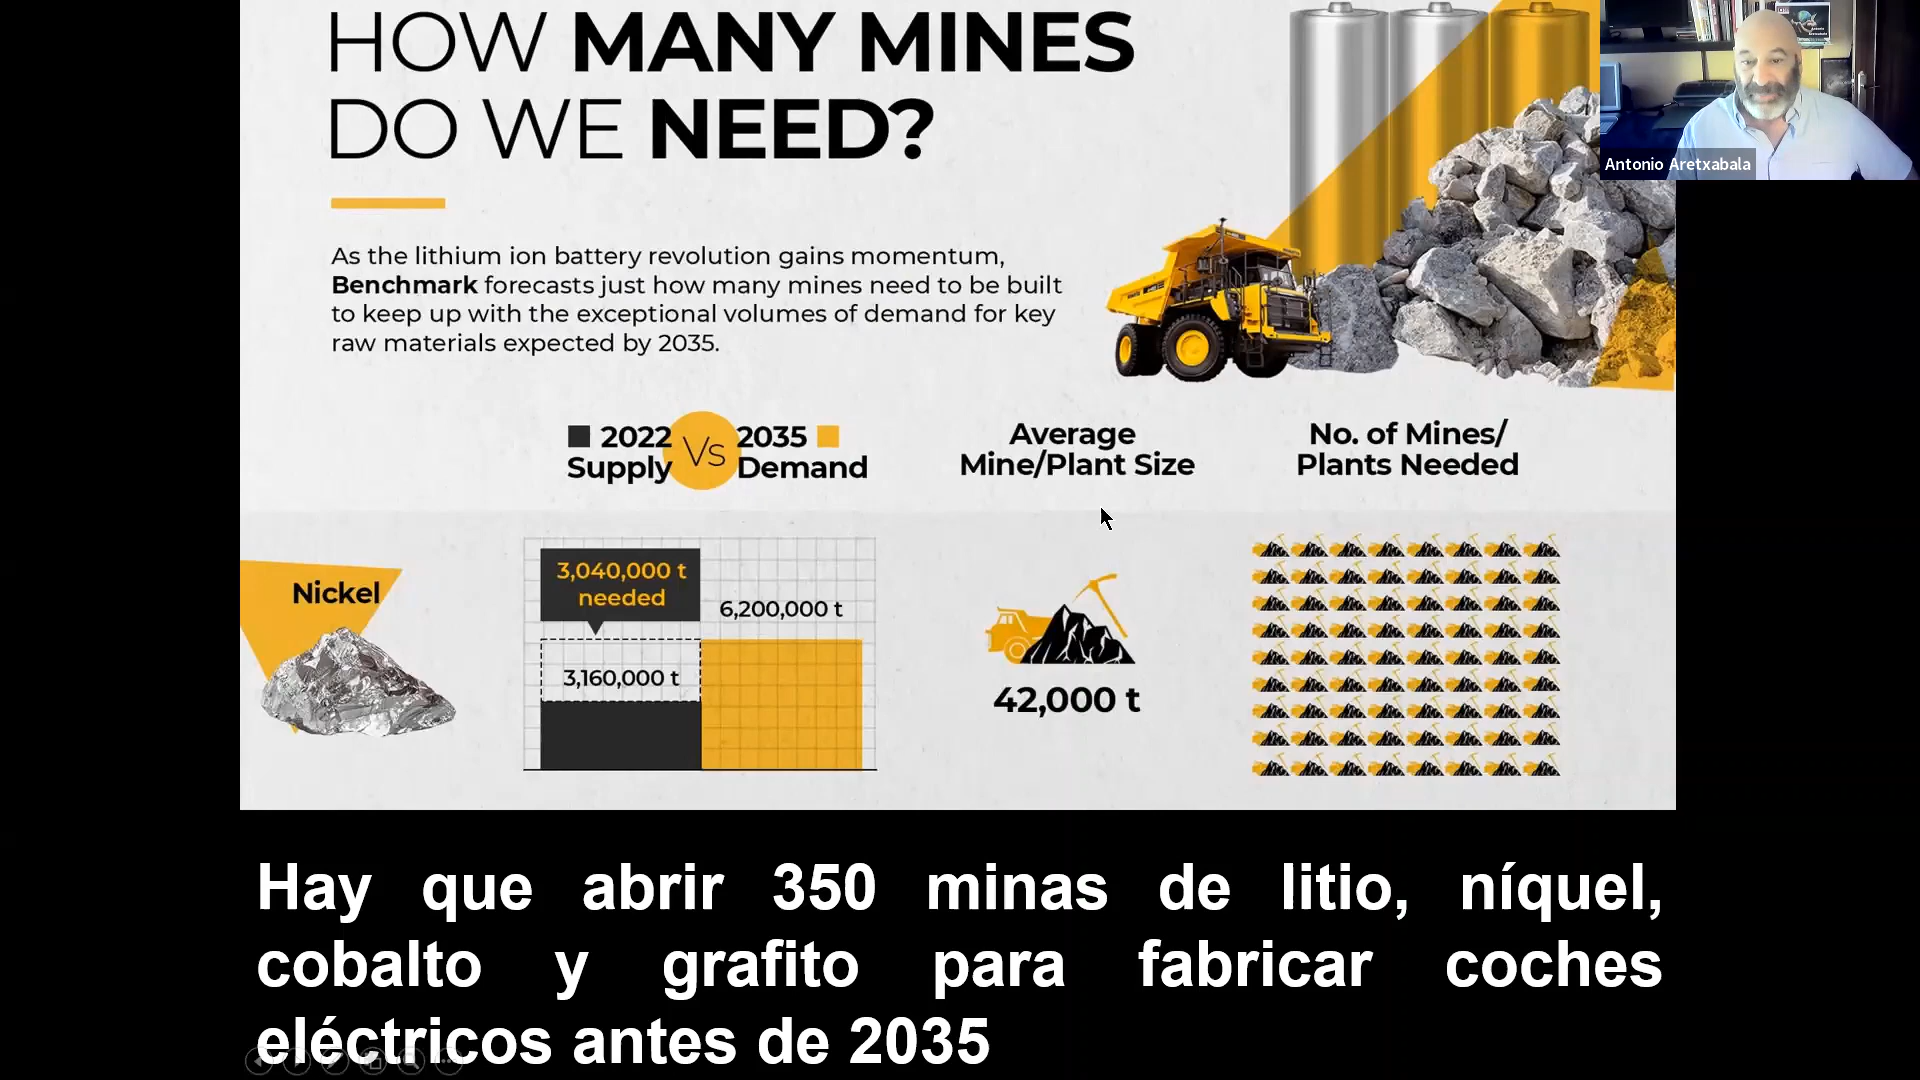 HOW MANY MINES
DO WE NEED?
Antonio Aretxabala
As the lithium ion battery revolution gains momentum,
Benchmark forecasts just how many mines need to be built
to keep up with the exceptional volumes of demand for key
raw materials expected by 2035.
2022 Supply
Vs
2035 Demand
Average
Mine/Plant Size
No. of Mines/
Plants Needed
Nickel
3,040,000 t
needed
6,200,000 t
3,160,000 t
42,000 t
Hay que abrir 350 minas de litio, níquel,
cobalto y grafito para fabricar coches
eléctricos antes de 2035